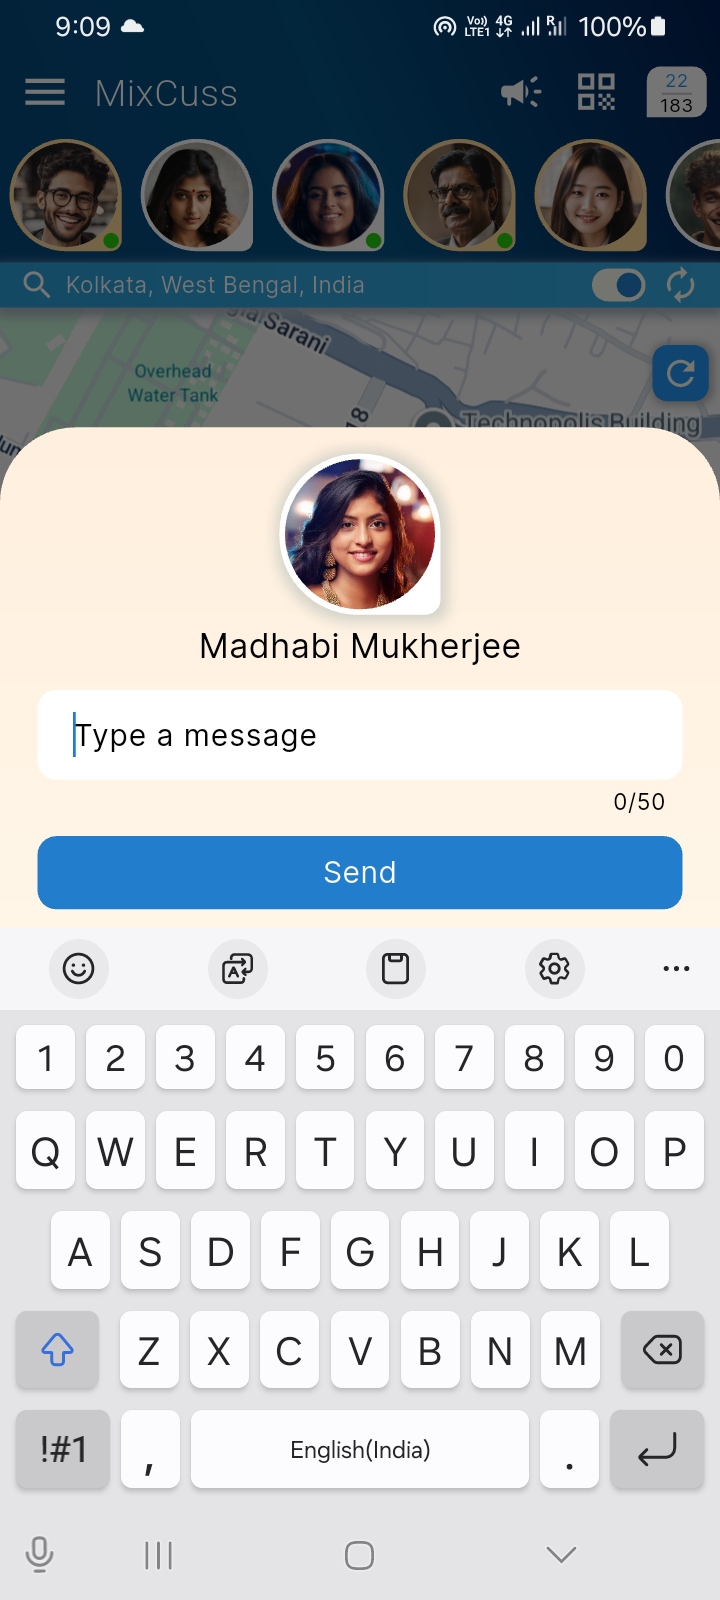 9:09
Vo)) 4G R 100%
LTE1
MixCuss
22
183
Kolkata, West Bengal, India
Sarani
Overhead
Water Tank
18
Technopolis Building
Madhabi Mukherjee
Type a message
0/50
Send
1 2 3 4 5 6 7 8 9 0
Q W E R T Y U I O P
A S D F G H J K L
Z X C V B N M
!#1 , English(India) .